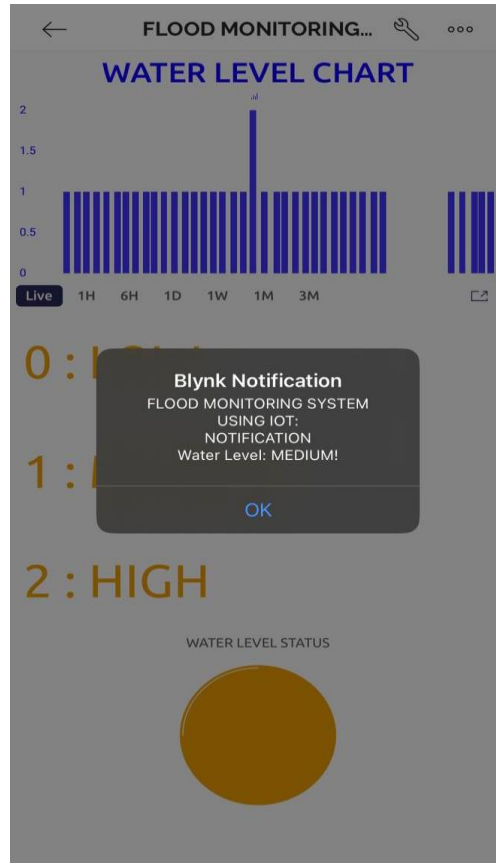 FLOOD MONITORING...
WATER LEVEL CHART
2
1.5
1
0.5
0
Live 1H 6H 1D 1W 1M 3M
0 :
Blynk Notification
FLOOD MONITORING SYSTEM
USING IOT:
NOTIFICATION
Water Level: MEDIUM!
1 :
OK
2 : HIGH
WATER LEVEL STATUS